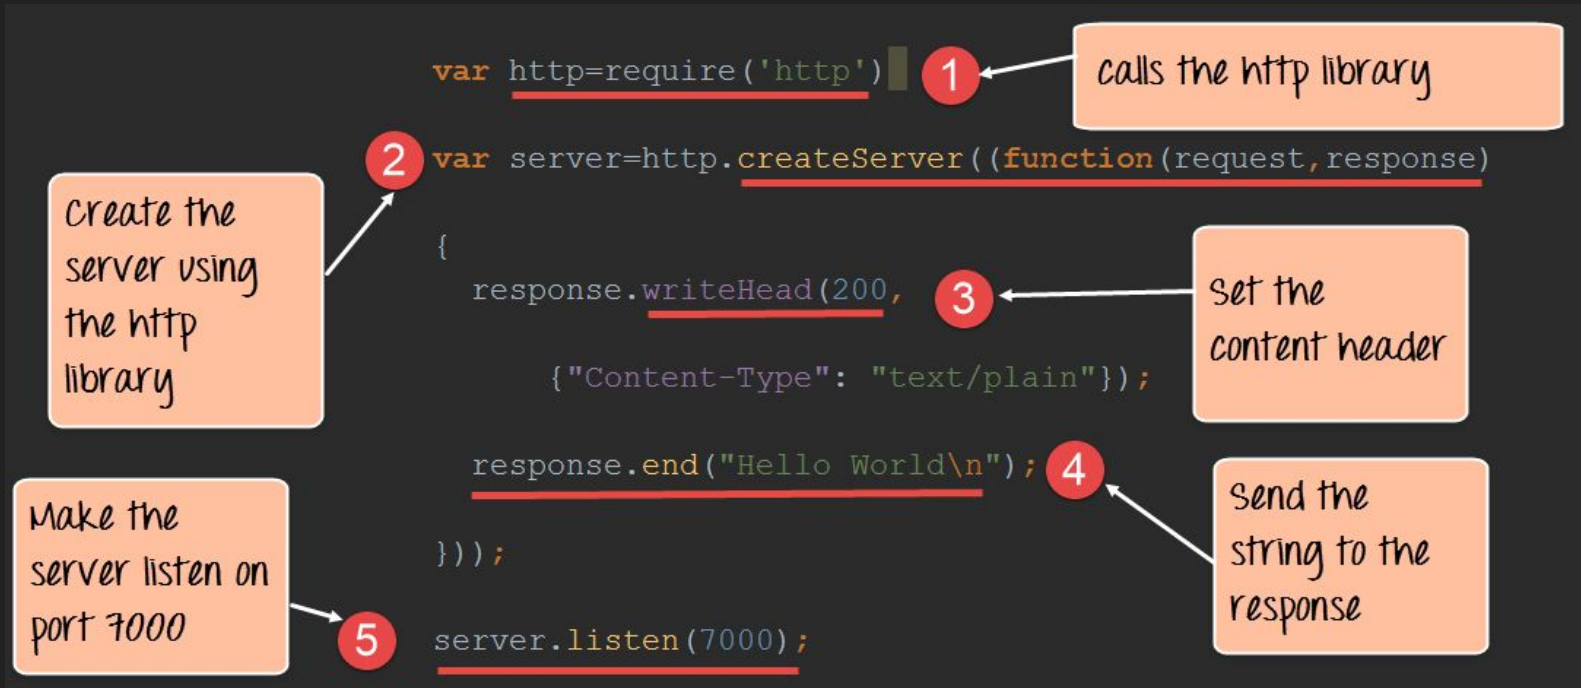 var http=require('http')
1
calls the http library
2
var server=http.createServer((function(request,response)
Create the
server using
the http
library
{
response.writeHead(200,
3
Set the
content header
{"Content-Type": "text/plain"});
response.end("Hello World\n");
4
Send the
string to the
response
}));
Make the
server listen on
port 7000
5
server.listen(7000);